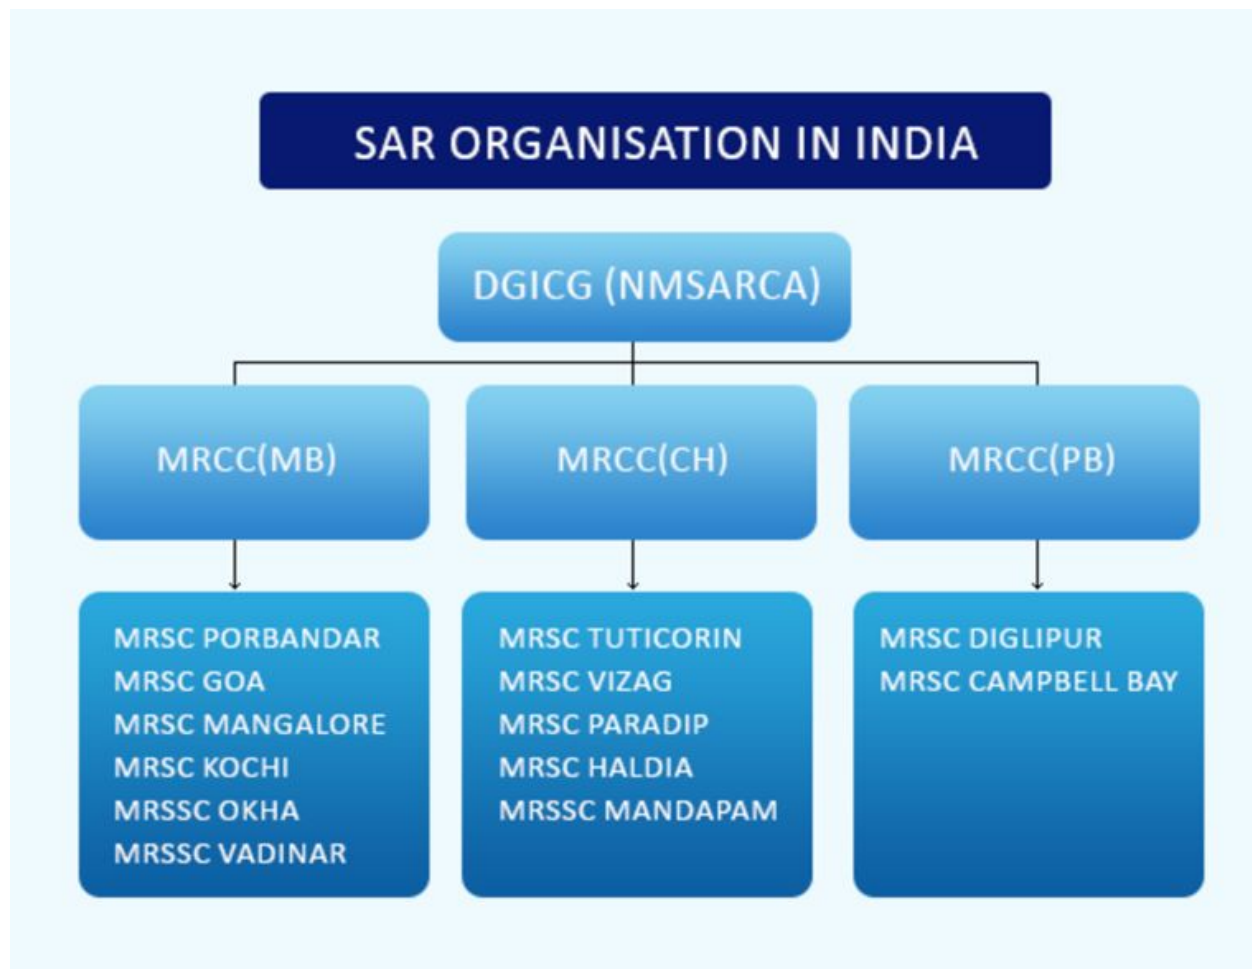 SAR ORGANISATION IN INDIA
DGICG (NMSARCA)
MRCC(MB)
MRCC(CH)
MRCC(PB)
MRSC PORBANDAR
MRSC GOA
MRSC MANGALORE
MRSC KOCHI
MRSSC OKHA
MRSSC VADINAR
MRSC TUTICORIN
MRSC VIZAG
MRSC PARADIP
MRSC HALDIA
MRSSC MANDAPAM
MRSC DIGLIPUR
MRSC CAMPBELL BAY